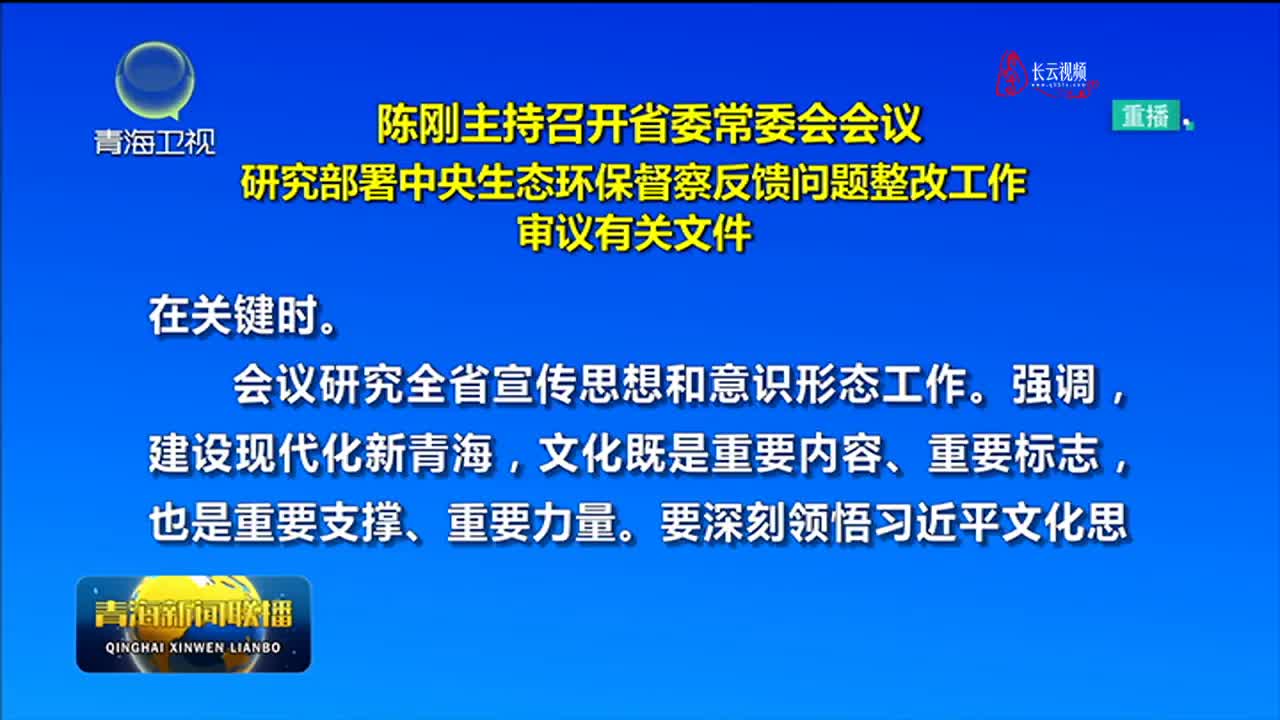 长云视频
青海卫视
重播
陈刚主持召开省委常委会会议
研究部署中央生态环保督察反馈问题整改工作
审议有关文件
在关键时。
会议研究全省宣传思想和意识形态工作。强调，
建设现代化新青海，文化既是重要内容、重要标志，
也是重要支撑、重要力量。要深刻领悟习近平文化思
青海新闻联播
QINGHAI XINWEN LIANBO